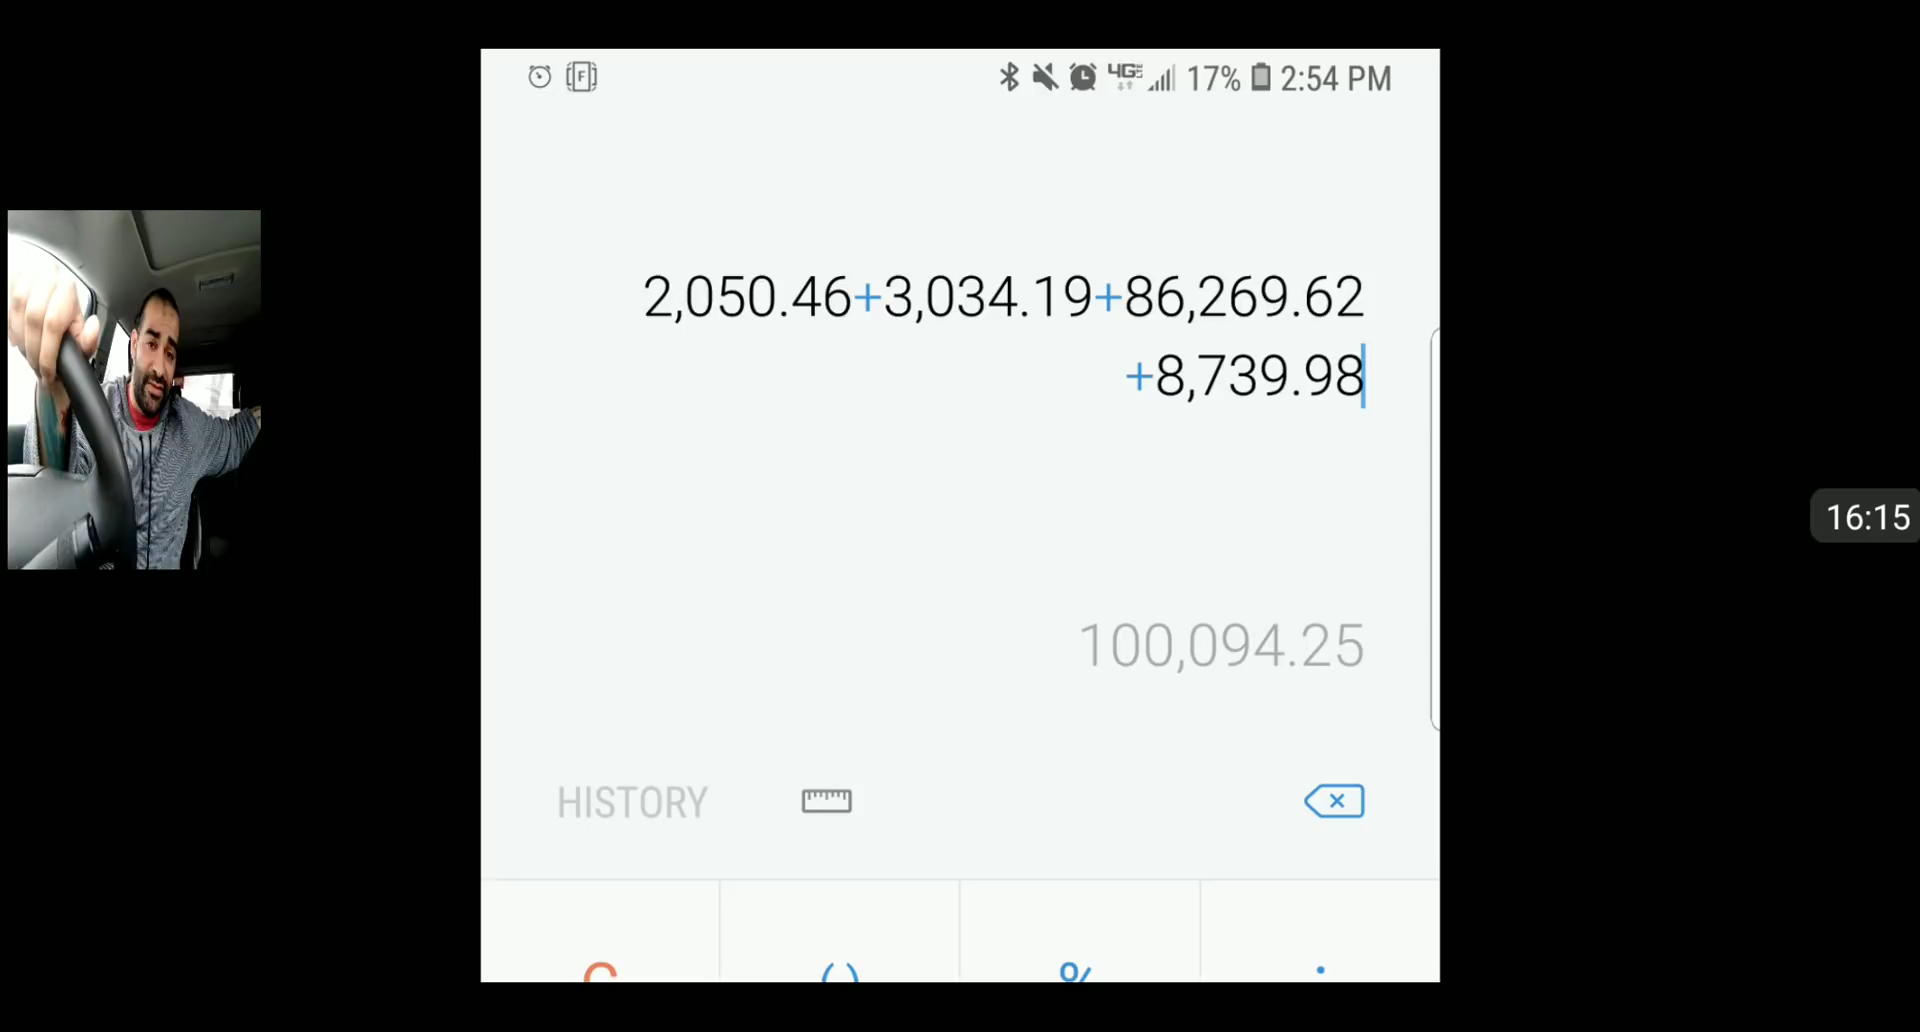 F 4G 17% 2:54 PM
2,050.46+3,034.19+86,269.62
+8,739.98
100,094.25
HISTORY
16:15
C ( ) %